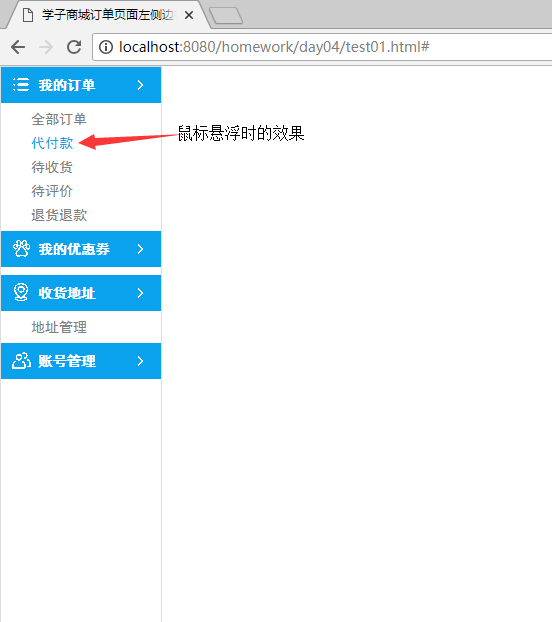 学子商城订单页面左侧边
localhost:8080/homework/day04/test01.html#
我的订单
全部订单
代付款
鼠标悬浮时的效果
待收货
待评价
退货退款
我的优惠券
收货地址
地址管理
账号管理